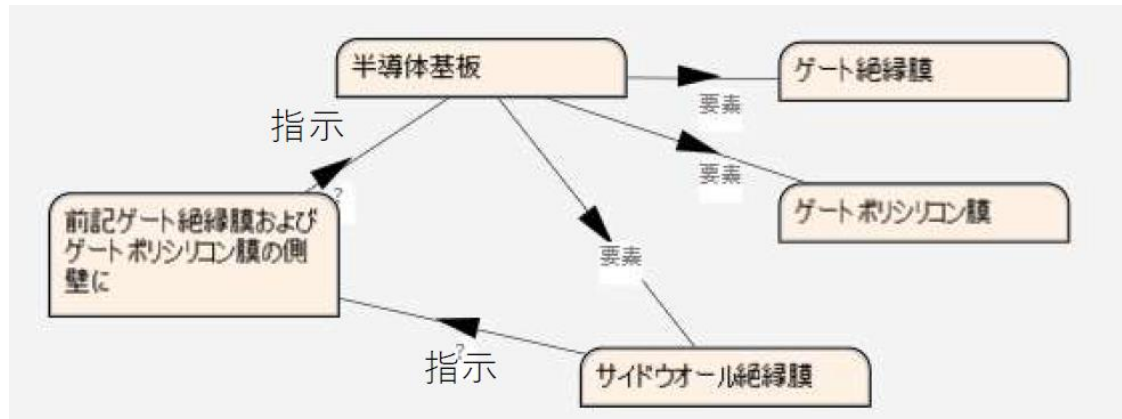 半導体基板
ゲート絶縁膜
要素
指示
要素
?
前記ゲート絶縁膜および
ゲートポリシリコン膜の側
壁に
ゲートポリシリコン膜
要素
?
指示
サイドウオール絶縁膜